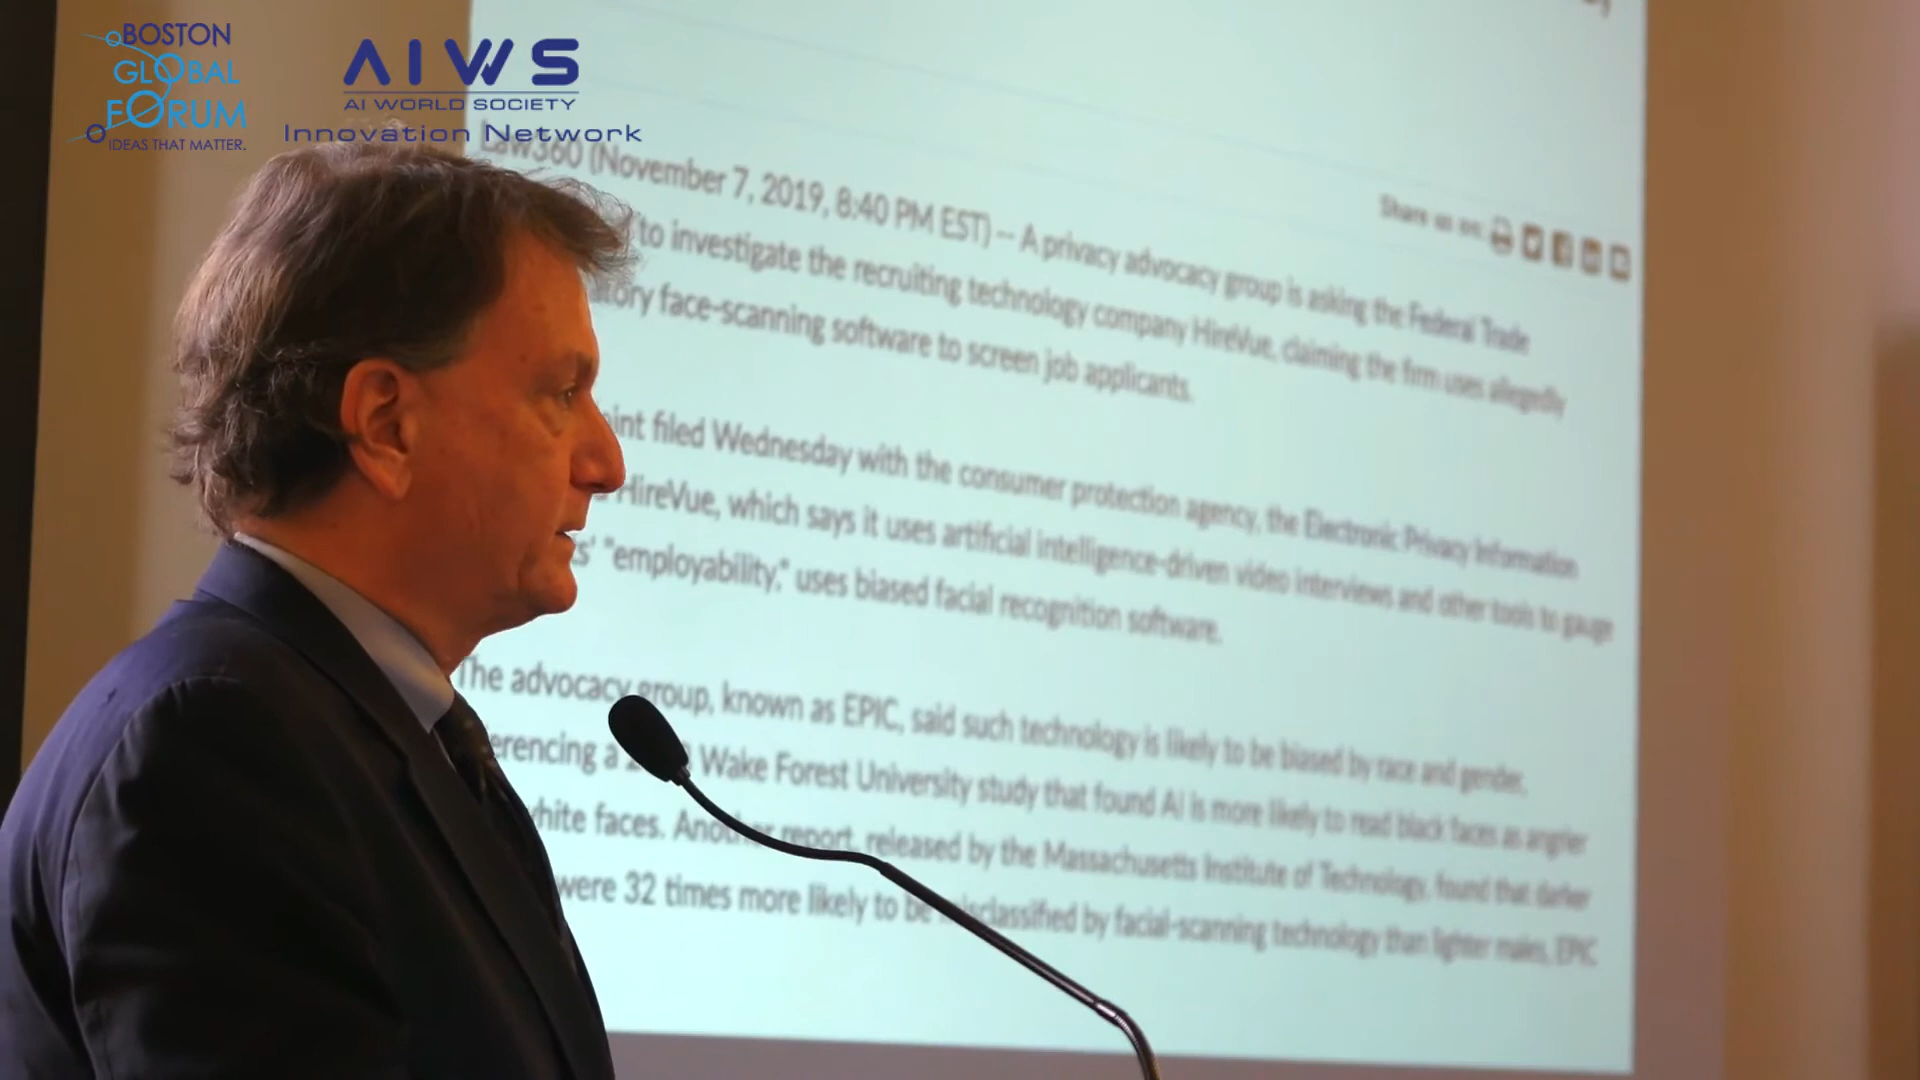 BOSTON
GLOBAL
FORUM
IDEAS THAT MATTER.
AIWS
AI WORLD SOCIETY
Innovation Network
Share us on:
Law360 (November 7, 2019, 8:40 PM EST) -- A privacy advocacy group is asking the Federal Trade
to investigate the recruiting technology company HireVue, claiming the firm uses allegedly
face-scanning software to screen job applicants.
filed Wednesday with the consumer protection agency, the Electronic Privacy Information
HireVue, which says it uses artificial intelligence-driven video interviews and other tools to gauge
"employability," uses biased facial recognition software.
The advocacy group, known as EPIC, said such technology is likely to be biased by race and gender,
a Wake Forest University study that found AI is more likely to read black faces as angrier
white faces. Another report, released by the Massachusetts Institute of Technology, found that darker
were 32 times more likely to be misclassified by facial-scanning technology than lighter males, EPIC